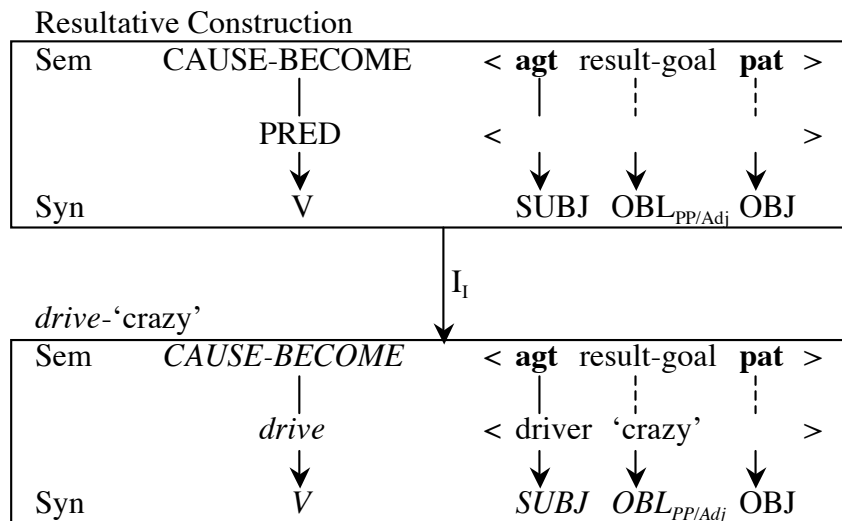 Resultative Construction
Sem CAUSE-BECOME < agt result-goal pat >
PRED < >
Syn V SUBJ OBL_PP/Adj OBJ
I_I
drive-‘crazy’
Sem CAUSE-BECOME < agt result-goal pat >
drive < driver ‘crazy’ >
Syn V SUBJ OBL_PP/Adj OBJ